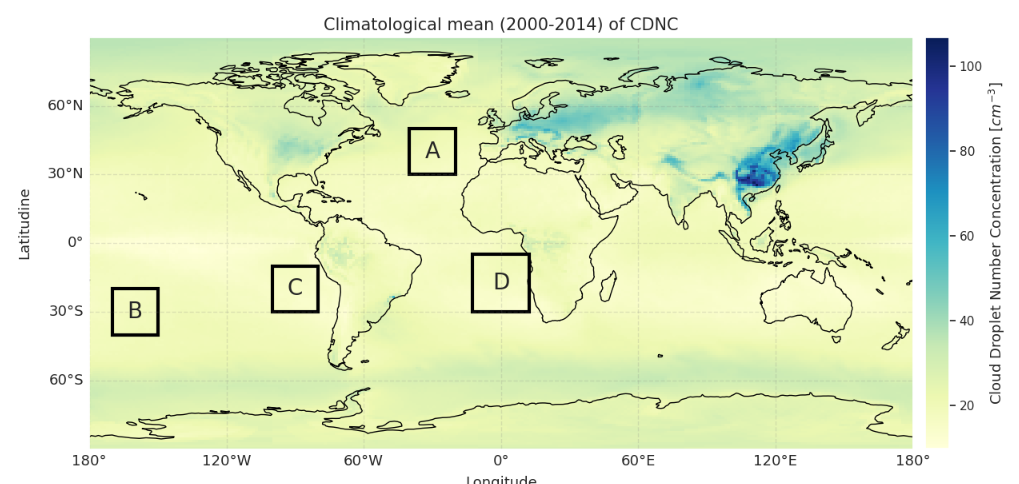 Climatological mean (2000-2014) of CDNC
Latitudine
60°N
30°N
0°
30°S
60°S
A
B
C
D
180°
120°W
60°W
0°
60°E
120°E
180°
Longitude
100
80
60
40
20
Cloud Droplet Number Concentration [cm⁻³]